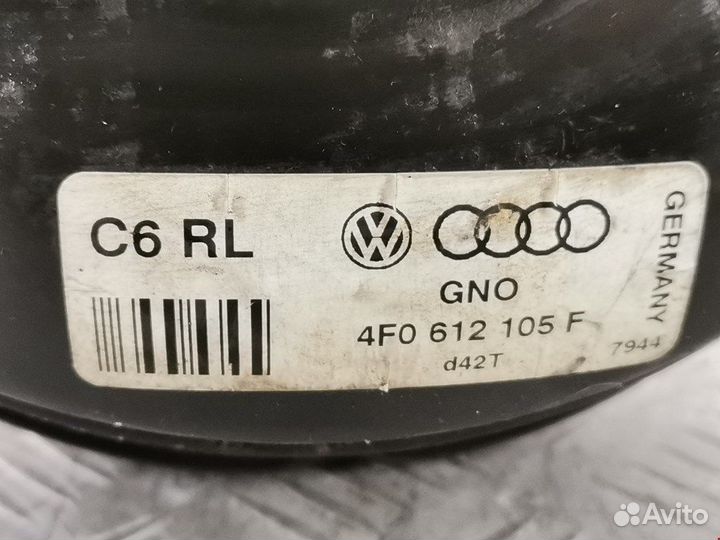 C6 RL
GNO
4F0 612 105 F
d42T
GERMANY
7944
Avito